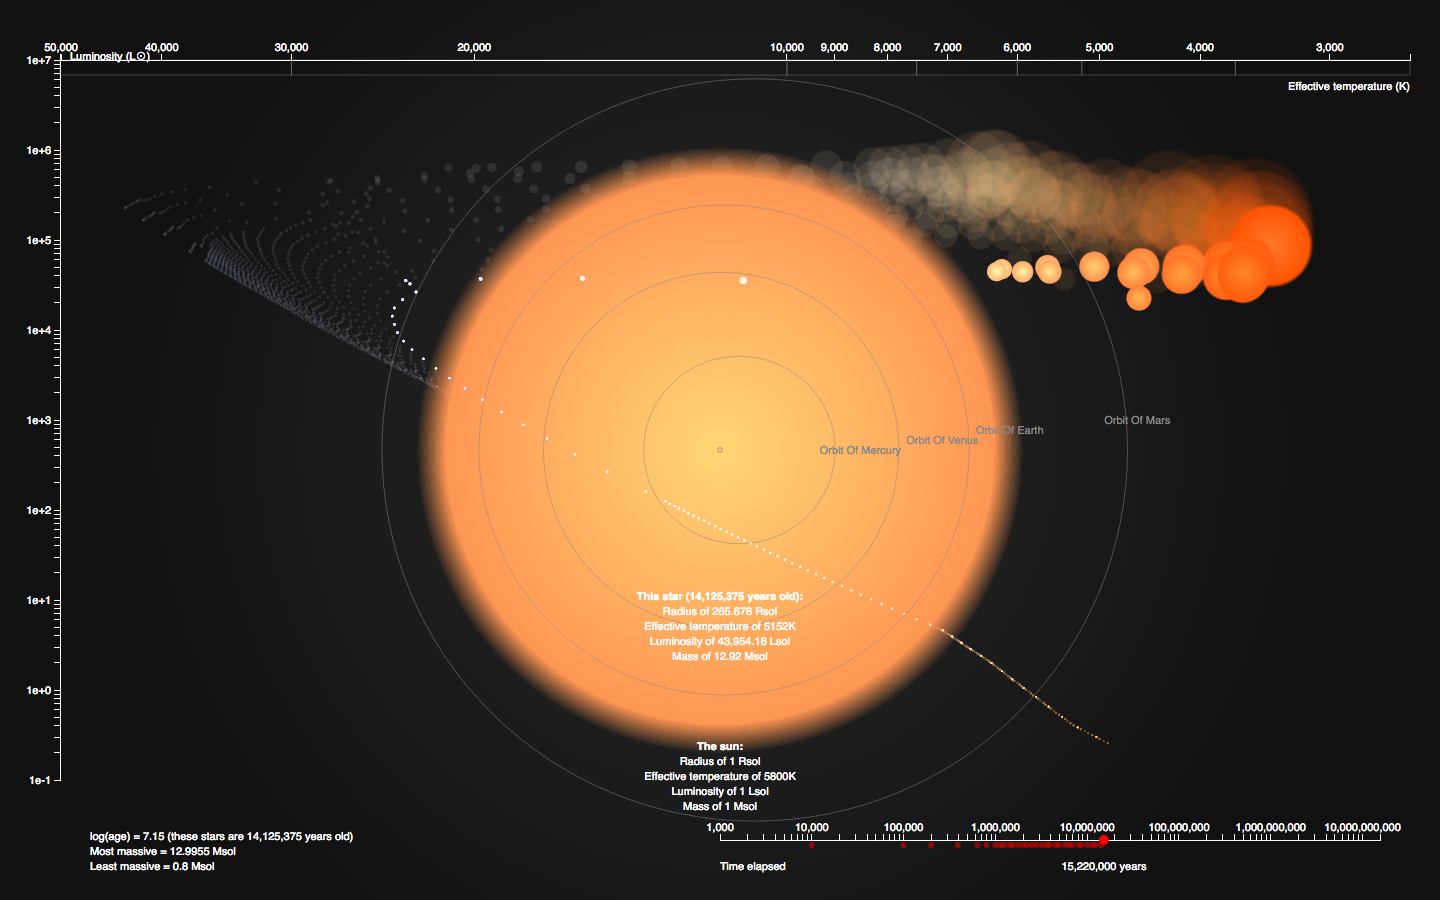 50,000 40,000 30,000 20,000 10,000 9,000 8,000 7,000 6,000 5,000 4,000 3,000
Luminosity (L⊙)
1e+7
Effective temperature (K)
1e+6
1e+5
1e+4
1e+3
Orbit Of Mars
Orbit Of Earth
Orbit Of Venus
Orbit Of Mercury
1e+2
1e+1
This star (14,125,375 years old):
Radius of 265.678 Rsol
Effective temperature of 5152K
Luminosity of 43,954.16 Lsol
Mass of 12.92 Msol
1e+0
The sun:
Radius of 1 Rsol
Effective temperature of 5800K
1e-1
Luminosity of 1 Lsol
Mass of 1 Msol
1,000 10,000 100,000 1,000,000 10,000,000 100,000,000 1,000,000,000 10,000,000,000
log(age) = 7.15 (these stars are 14,125,375 years old)
Most massive = 12.9955 Msol
Least massive = 0.8 Msol
Time elapsed 15,220,000 years